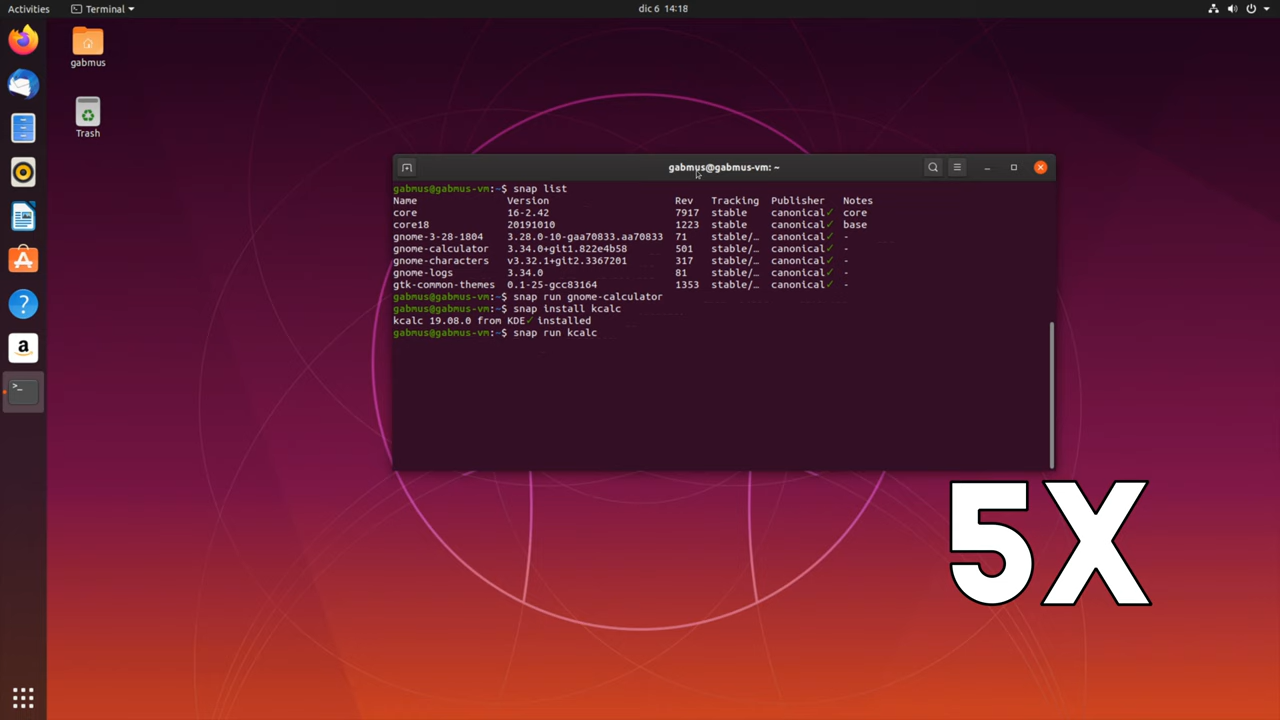 Activities Terminal dic 6 14:18
gabmus
Trash
gabmus@gabmus-vm: ~
gabmus@gabmus-vm:~$ snap list
Name Version Rev Tracking Publisher Notes
core 16-2.42 7917 stable canonical✓ core
core18 20191010 1223 stable canonical✓ base
gnome-3-28-1804 3.28.0-10-gaa70833.aa70833 71 stable/… canonical✓ -
gnome-calculator 3.34.0+git1.822e4b58 501 stable/… canonical✓ -
gnome-characters v3.32.1+git2.3367201 317 stable/… canonical✓ -
gnome-logs 3.34.0 81 stable/… canonical✓ -
gtk-common-themes 0.1-25-gcc83164 1353 stable/… canonical✓ -
gabmus@gabmus-vm:~$ snap run gnome-calculator
gabmus@gabmus-vm:~$ snap install kcalc
kcalc 19.08.0 from KDE✓ installed
gabmus@gabmus-vm:~$ snap run kcalc
5X